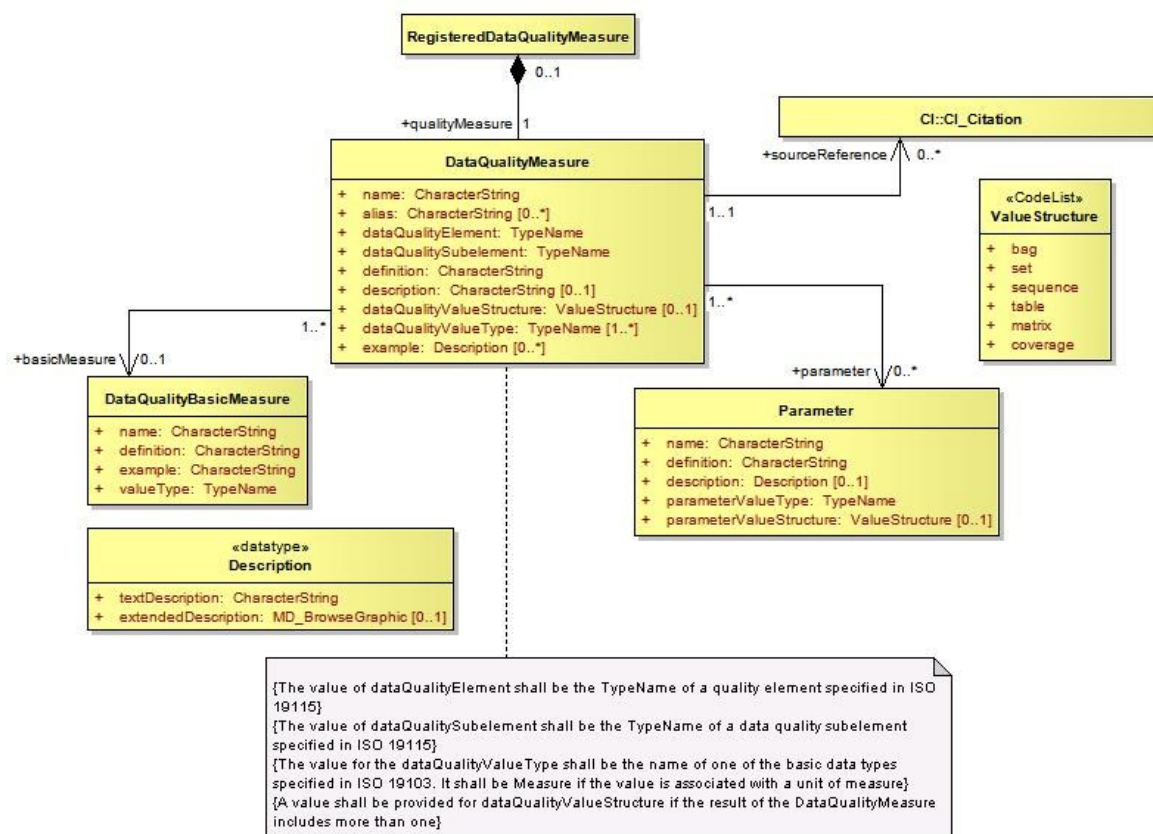 RegisteredDataQualityMeasure
0..1
+qualityMeasure 1
CI::CI_Citation
+sourceReference 0..*
DataQualityMeasure
+ name: CharacterString
+ alias: CharacterString [0..*]
+ dataQualityElement: TypeName
+ dataQualitySubelement: TypeName
+ definition: CharacterString
+ description: CharacterString [0..1]
+ dataQualityValueStructure: ValueStructure [0..1]
+ dataQualityValueType: TypeName [1..*]
+ example: Description [0..*]
1..1
1..*
«CodeList»
ValueStructure
+ bag
+ set
+ sequence
+ table
+ matrix
+ coverage
1..*
+basicMeasure 0..1
+parameter 0..*
DataQualityBasicMeasure
+ name: CharacterString
+ definition: CharacterString
+ example: CharacterString
+ valueType: TypeName
Parameter
+ name: CharacterString
+ definition: CharacterString
+ description: Description [0..1]
+ parameterValueType: TypeName
+ parameterValueStructure: ValueStructure [0..1]
«datatype»
Description
+ textDescription: CharacterString
+ extendedDescription: MD_BrowseGraphic [0..1]
{The value of dataQualityElement shall be the TypeName of a quality element specified in ISO
19115}
{The value of dataQualitySubelement shall be the TypeName of a data quality subelement
specified in ISO 19115}
{The value for the dataQualityValueType shall be the name of one of the basic data types
specified in ISO 19103. It shall be Measure if the value is associated with a unit of measure}
{A value shall be provided for dataQualityValueStructure if the result of the DataQualityMeasure
includes more than one}